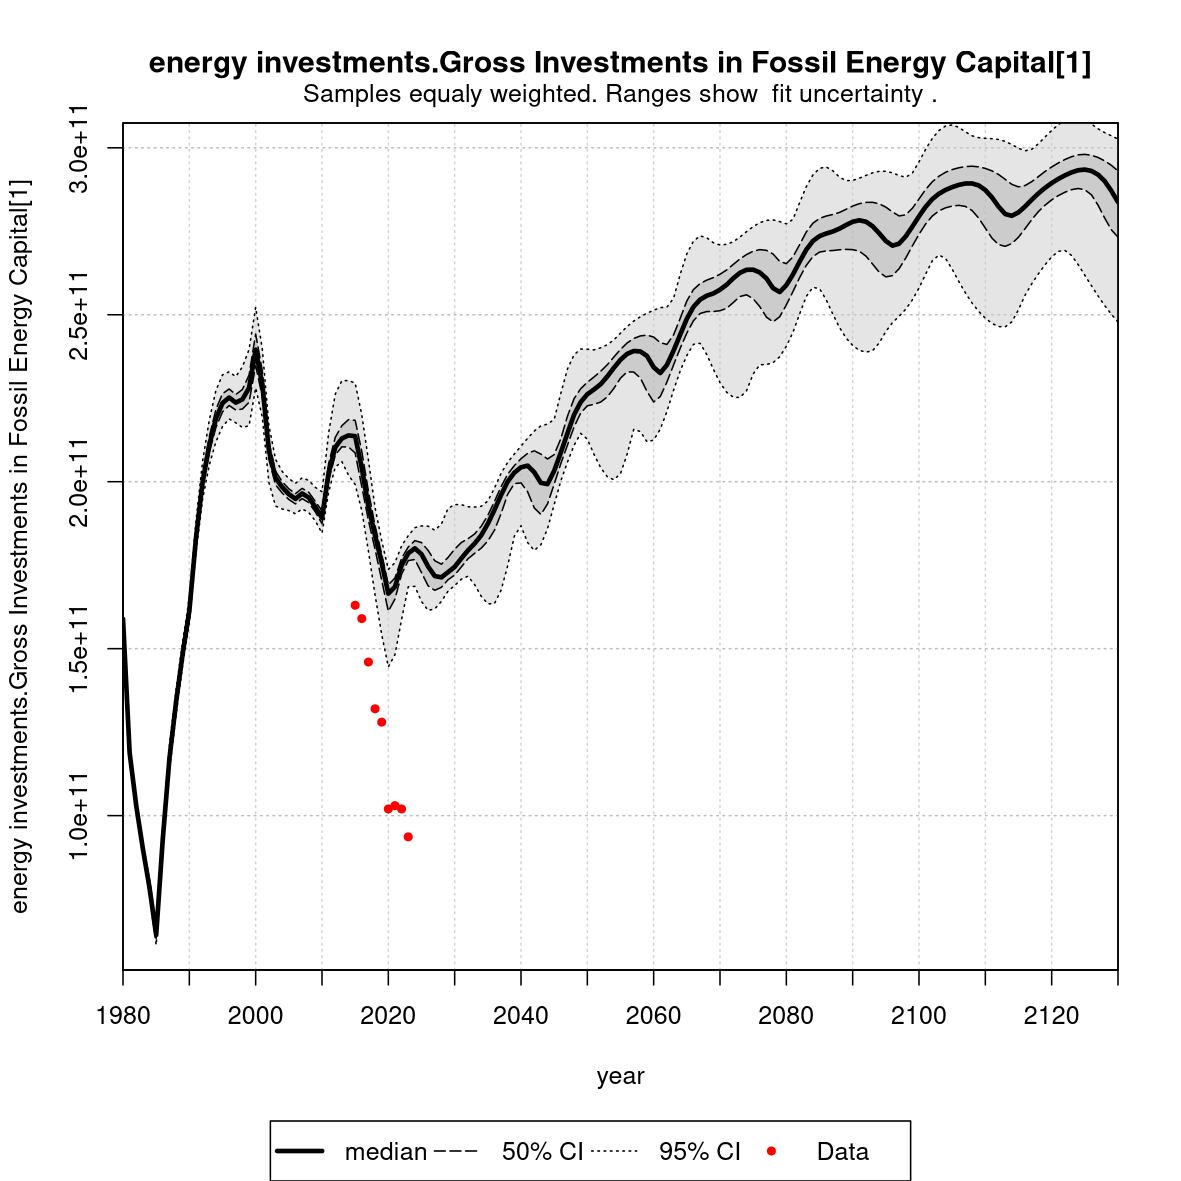 energy investments.Gross Investments in Fossil Energy Capital[1]
Samples equaly weighted. Ranges show  fit uncertainty .
energy investments.Gross Investments in Fossil Energy Capital[1]
3.0e+11
2.5e+11
2.0e+11
1.5e+11
1.0e+11
1980 2000 2020 2040 2060 2080 2100 2120
year
median 50% CI 95% CI Data